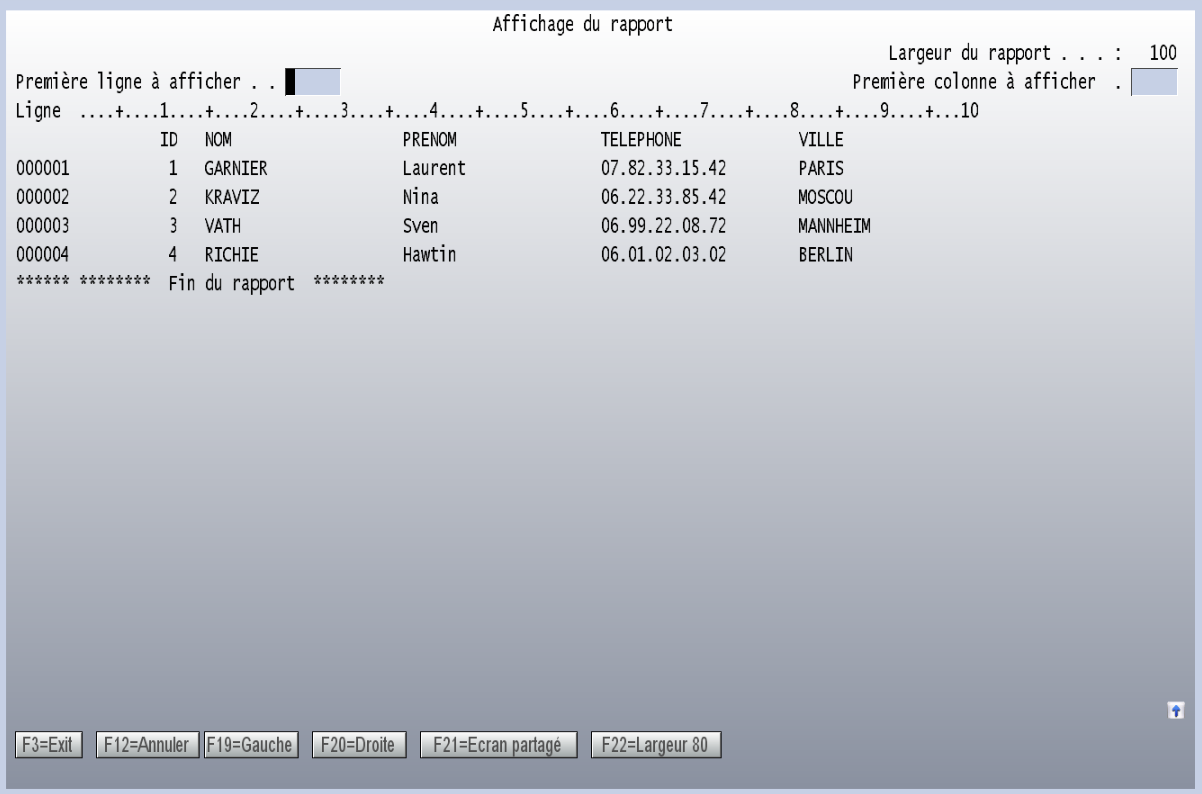 Affichage du rapport
Largeur du rapport . . . :   100
Première ligne à afficher . .
Première colonne à afficher  .
Ligne  ....+....1....+....2....+....3....+....4....+....5....+....6....+....7....+....8....+....9....+...10
ID   NOM                   PRENOM                TELEPHONE             VILLE
000001           1   GARNIER               Laurent               07.82.33.15.42        PARIS
000002           2   KRAVIZ                Nina                  06.22.33.85.42        MOSCOU
000003           3   VATH                  Sven                  06.99.22.08.72        MANNHEIM
000004           4   RICHIE                Hawtin                06.01.02.03.02        BERLIN
****** ********  Fin du rapport  ********
F3=Exit  F12=Annuler  F19=Gauche  F20=Droite  F21=Ecran partagé  F22=Largeur 80